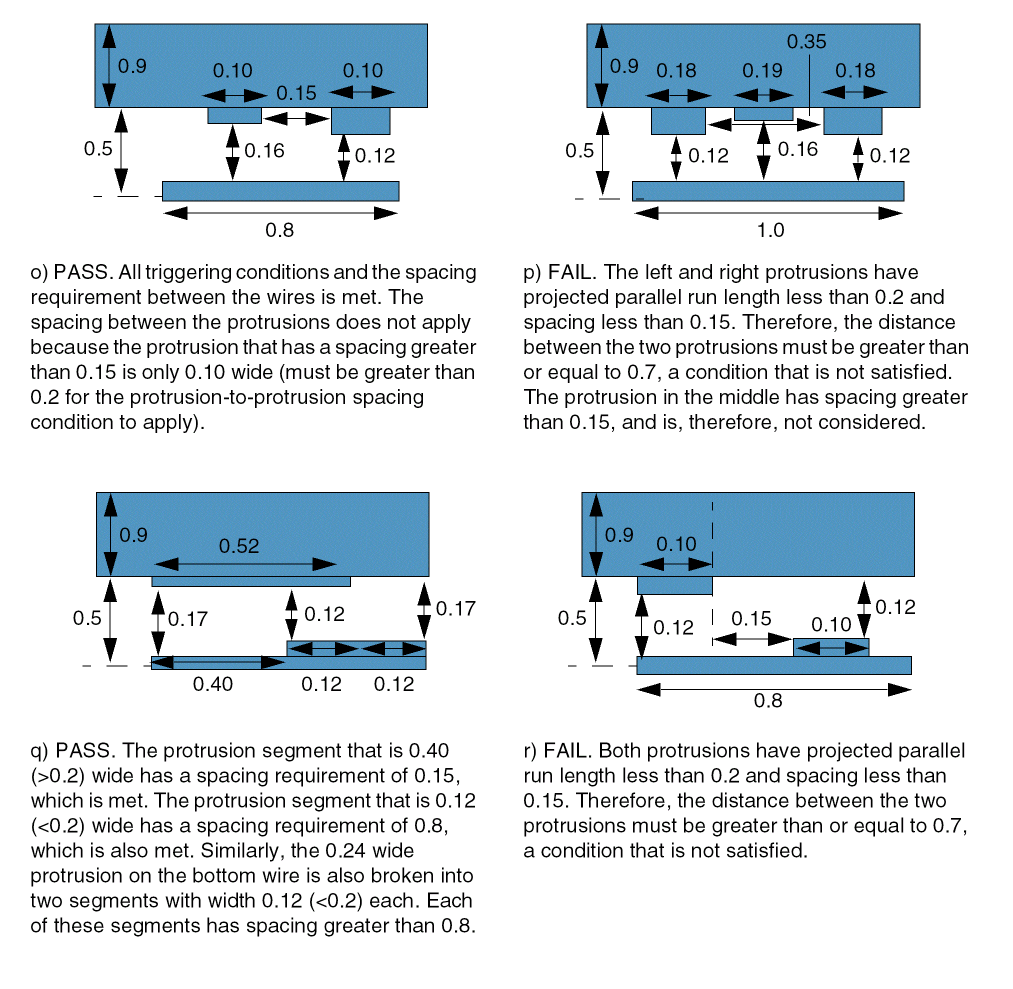 0.9
0.10
0.10
0.15
0.5
0.16
0.12
0.8
0.35
0.9
0.18
0.19
0.18
0.5
0.12
0.16
0.12
1.0
o) PASS. All triggering conditions and the spacing
requirement between the wires is met. The
spacing between the protrusions does not apply
because the protrusion that has a spacing greater
than 0.15 is only 0.10 wide (must be greater than
0.2 for the protrusion-to-protrusion spacing
condition to apply).
p) FAIL. The left and right protrusions have
projected parallel run length less than 0.2 and
spacing less than 0.15. Therefore, the distance
between the two protrusions must be greater than
or equal to 0.7, a condition that is not satisfied.
The protrusion in the middle has spacing greater
than 0.15, and is, therefore, not considered.
0.9
0.52
0.5
0.17
0.12
0.17
0.40
0.12
0.12
0.9
0.10
0.5
0.12
0.15
0.10
0.12
0.8
q) PASS. The protrusion segment that is 0.40
(>0.2) wide has a spacing requirement of 0.15,
which is met. The protrusion segment that is 0.12
(<0.2) wide has a spacing requirement of 0.8,
which is also met. Similarly, the 0.24 wide
protrusion on the bottom wire is also broken into
two segments with width 0.12 (<0.2) each. Each
of these segments has spacing greater than 0.8.
r) FAIL. Both protrusions have projected parallel
run length less than 0.2 and spacing less than
0.15. Therefore, the distance between the two
protrusions must be greater than or equal to 0.7,
a condition that is not satisfied.